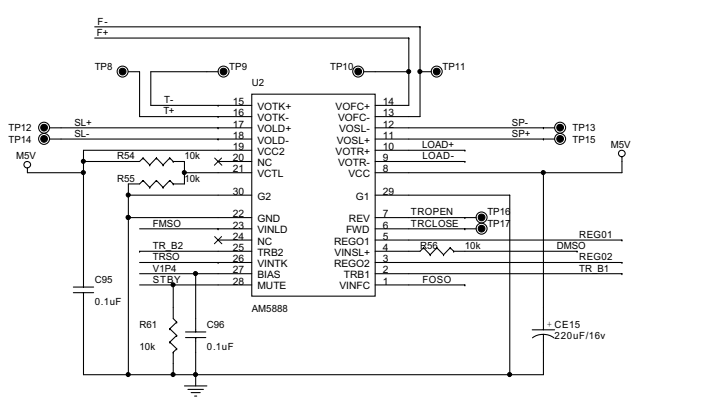 F-
F+
TP8
TP9
TP10
TP11
U2
T-
15
VOTK+
VOFC+
14
T+
16
VOTK-
VOFC-
13
TP12
SL+
17
VOLD+
VOSL-
12
SP-
TP13
TP14
SL-
18
VOLD-
VOSL+
11
SP+
TP15
19
VCC2
VOTR+
10
LOAD+
M5V
R54
10k
20
NC
VOTR-
9
LOAD-
M5V
21
VCTL
VCC
8
R55
10k
30
G2
G1
29
22
GND
REV
7
TROPEN
TP16
FMSO
23
VINLD
FWD
6
TRCLOSE
TP17
24
NC
REGO1
5
REG01
TR_B2
25
TRB2
VINSL+
4
R56
10k
DMSO
TRSO
26
VINTK
REGO2
3
REG02
V1P4
27
BIAS
TRB1
2
TR_B1
STBY
28
MUTE
VINFC
1
FOSO
C95
0.1uF
AM5888
R61
10k
C96
0.1uF
+
CE15
220uF/16v